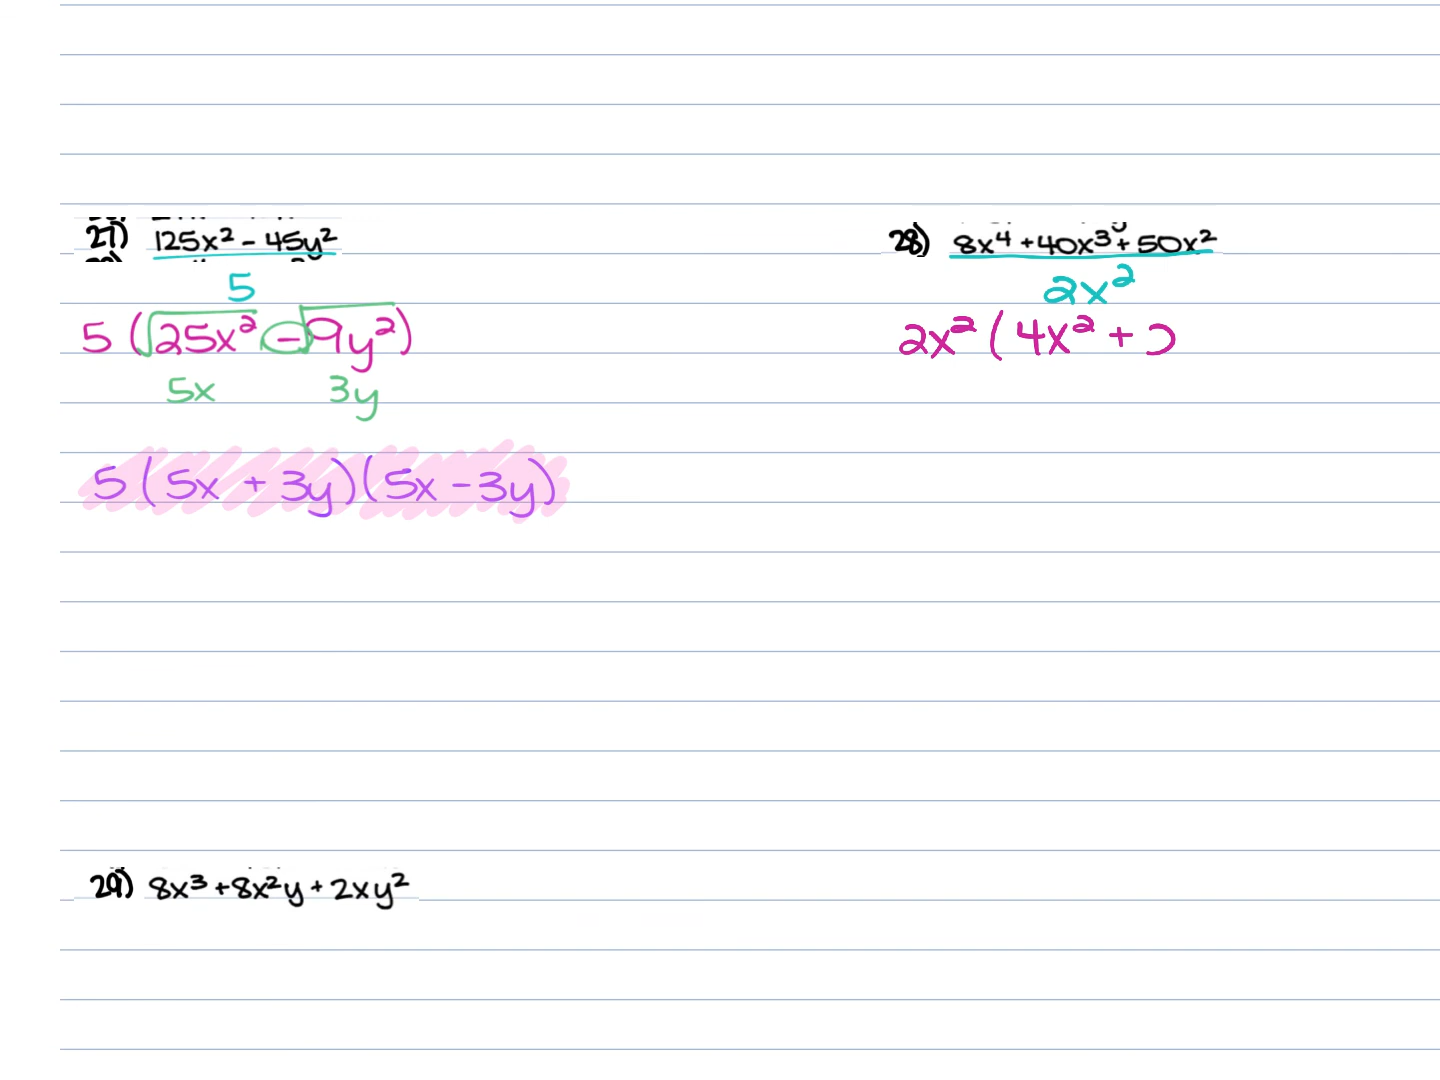 27) 125x² - 45y²
5
5 (√25x² - √9y²)
5x 3y
5 (5x + 3y)(5x - 3y)
28) 8x⁴ + 40x³ + 50x²
2x²
2x² ( 4x² +
29) 8x³ + 8x²y + 2xy²